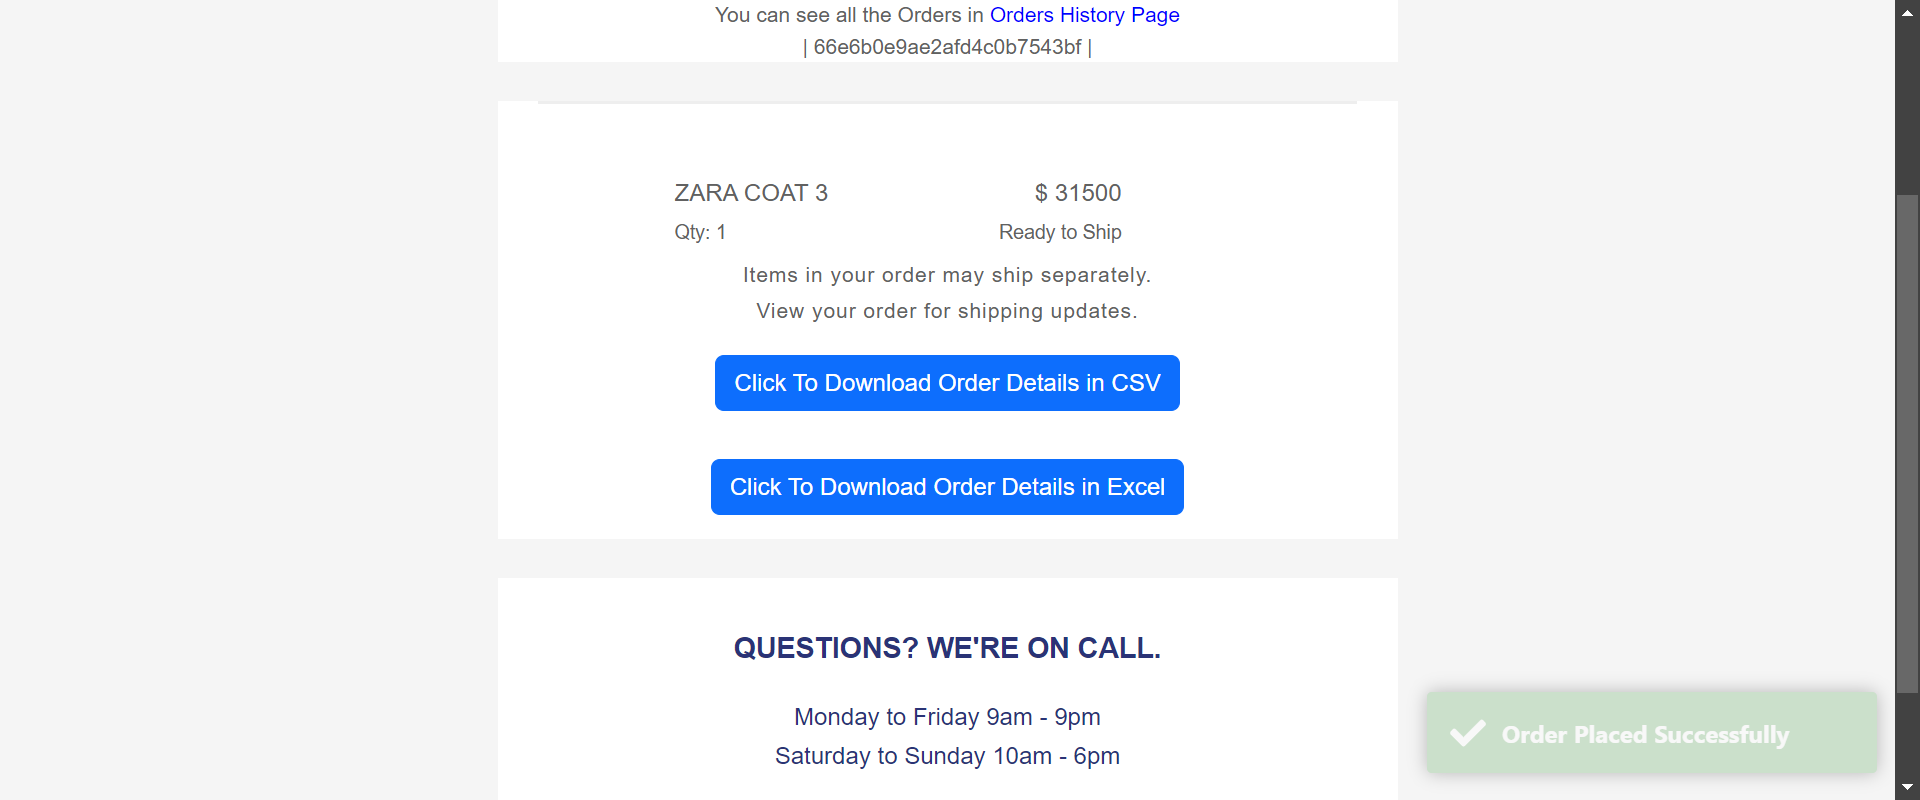 You can see all the Orders in Orders History Page
| 66e6b0e9ae2afd4c0b7543bf |
ZARA COAT 3
$ 31500
Qty: 1
Ready to Ship
Items in your order may ship separately.
View your order for shipping updates.
Click To Download Order Details in CSV
Click To Download Order Details in Excel
QUESTIONS? WE'RE ON CALL.
Monday to Friday 9am - 9pm
Saturday to Sunday 10am - 6pm
Order Placed Successfully